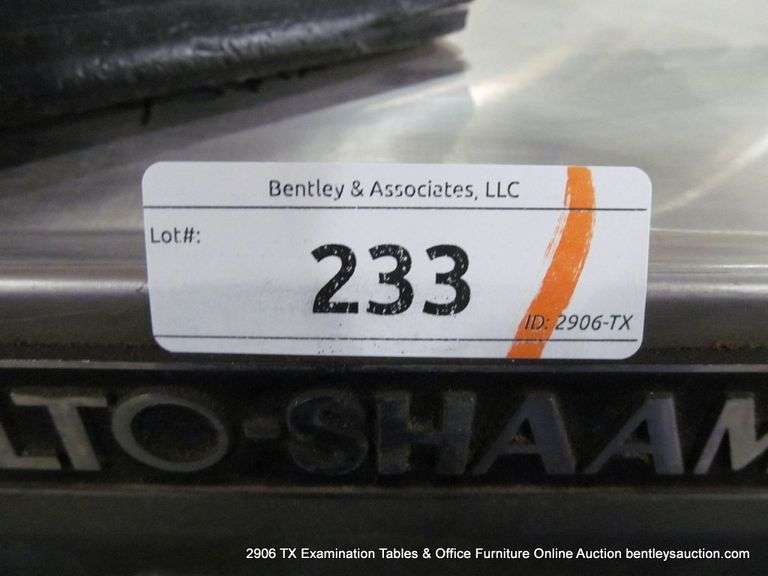 Bentley & Associates, LLC
Lot#:
233
ID: 2906-TX
LTO-SHAAM
2906 TX Examination Tables & Office Furniture Online Auction bentleysauction.com